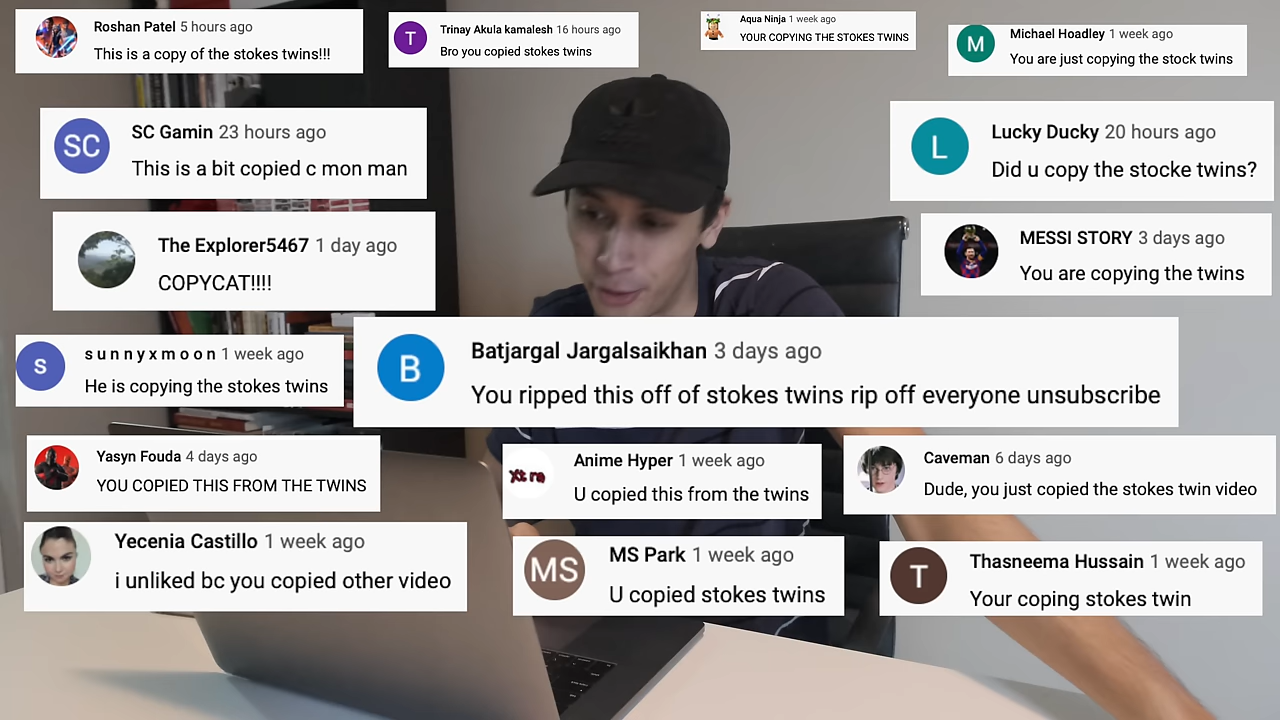 Roshan Patel 5 hours ago
This is a copy of the stokes twins!!!
T
Trinay Akula kamalesh 16 hours ago
Bro you copied stokes twins
Aqua Ninja 1 week ago
YOUR COPYING THE STOKES TWINS
M
Michael Hoadley 1 week ago
You are just copying the stock twins
SC
SC Gamin 23 hours ago
This is a bit copied c mon man
L
Lucky Ducky 20 hours ago
Did u copy the stocke twins?
The Explorer5467 1 day ago
COPYCAT!!!!
MESSI STORY 3 days ago
You are copying the twins
s
s u n n y x m o o n 1 week ago
He is copying the stokes twins
B
Batjargal Jargalsaikhan 3 days ago
You ripped this off of stokes twins rip off everyone unsubscribe
Yasyn Fouda 4 days ago
YOU COPIED THIS FROM THE TWINS
Xtra
Anime Hyper 1 week ago
U copied this from the twins
Caveman 6 days ago
Dude, you just copied the stokes twin video
Yecenia Castillo 1 week ago
i unliked bc you copied other video
MS
MS Park 1 week ago
U copied stokes twins
T
Thasneema Hussain 1 week ago
Your coping stokes twin